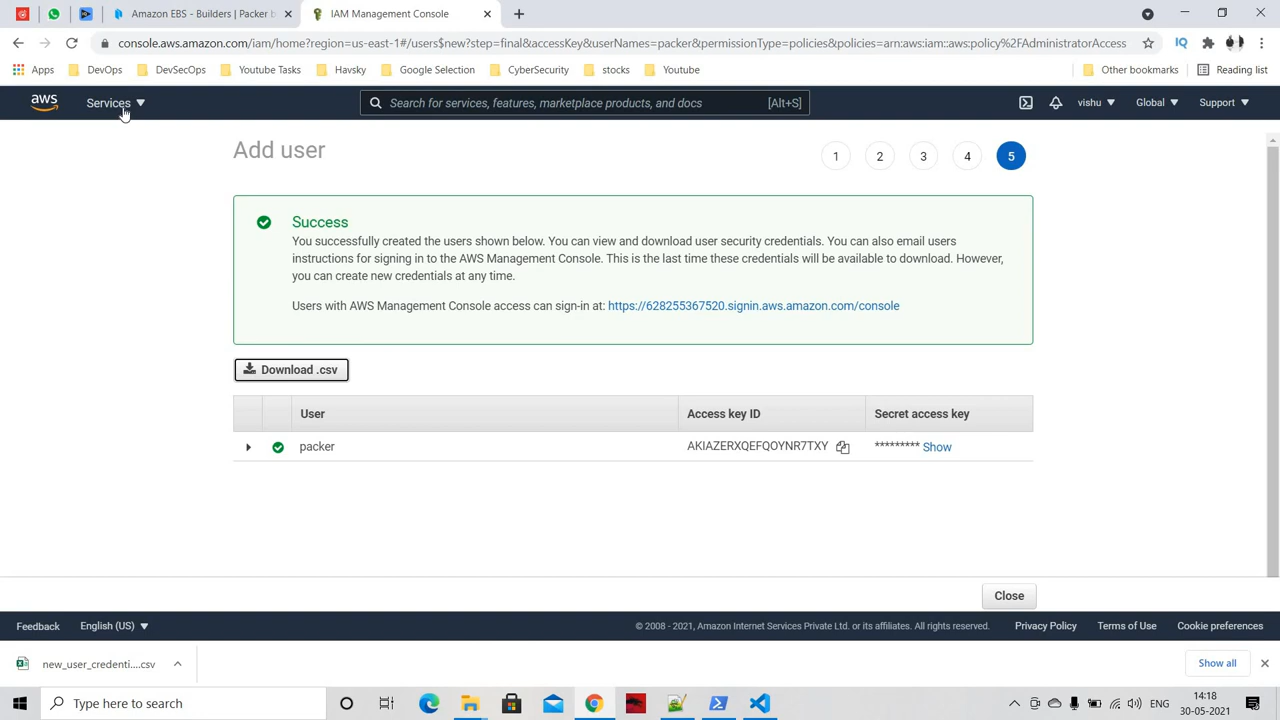 Amazon EBS - Builders | Packer b
IAM Management Console
console.aws.amazon.com/iam/home?region=us-east-1#/users$new?step=final&accessKey&userNames=packer&permissionType=policies&policies=arn:aws:iam::aws:policy%2FAdministratorAccess
IQ
Apps DevOps DevSecOps Youtube Tasks Havsky Google Selection CyberSecurity stocks Youtube Other bookmarks Reading list
aws Services Search for services, features, marketplace products, and docs [Alt+S] vishu Global Support
Add user
1 2 3 4 5
Success
You successfully created the users shown below. You can view and download user security credentials. You can also email users
instructions for signing in to the AWS Management Console. This is the last time these credentials will be available to download. However,
you can create new credentials at any time.
Users with AWS Management Console access can sign-in at: https://628255367520.signin.aws.amazon.com/console
Download .csv
User Access key ID Secret access key
packer AKIAZERXQEFQOYNR7TXY ********* Show
Close
Feedback English (US) © 2008 - 2021, Amazon Internet Services Private Ltd. or its affiliates. All rights reserved. Privacy Policy Terms of Use Cookie preferences
new_user_credenti....csv Show all
Type here to search
ENG
14:18
30-05-2021